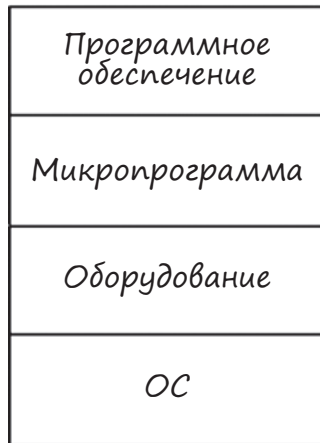 Программное
обеспечение
Микропрограмма
Оборудование
ОС